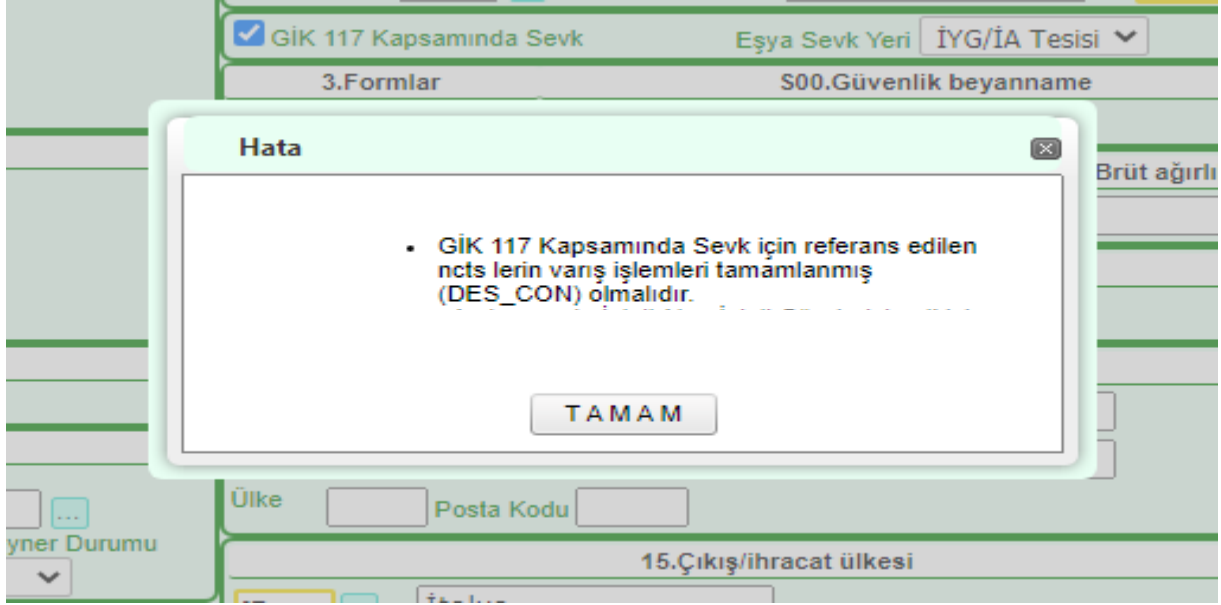 GİK 117 Kapsamında Sevk Eşya Sevk Yeri İYG/İA Tesisi
3.Formlar S00.Güvenlik beyanname
Hata
Brüt ağırlı
• GİK 117 Kapsamında Sevk için referans edilen
ncts lerin varış işlemleri tamamlanmış
(DES_CON) olmalıdır.
TAMAM
Ülke Posta Kodu
...
yner Durumu
15.Çıkış/ihracat ülkesi
İtalya